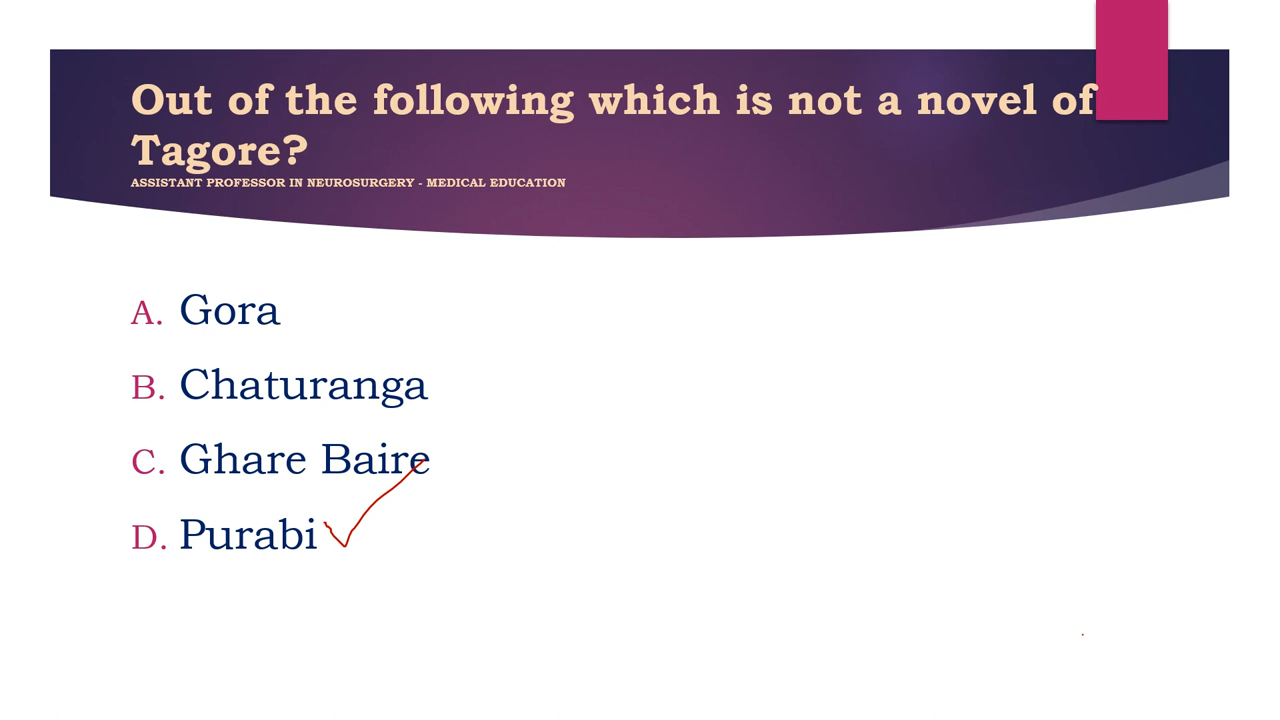 Out of the following which is not a novel of
Tagore?
ASSISTANT PROFESSOR IN NEUROSURGERY - MEDICAL EDUCATION
A. Gora
B. Chaturanga
C. Ghare Baire
D. Purabi